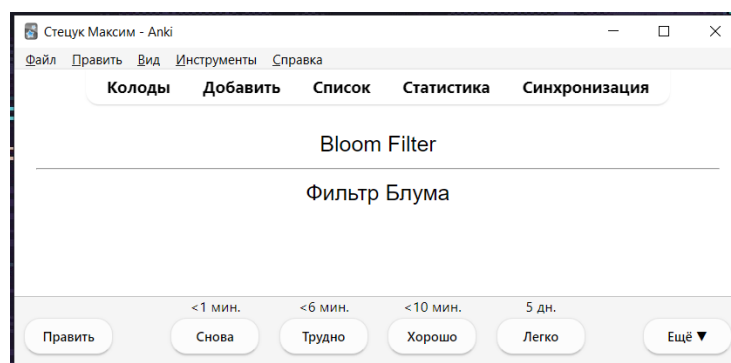 Стецук Максим - Anki
Файл Править Вид Инструменты Справка
Колоды Добавить Список Статистика Синхронизация
Bloom Filter
Фильтр Блума
<1 мин. <6 мин. <10 мин. 5 дн.
Править Снова Трудно Хорошо Легко Ещё ▼